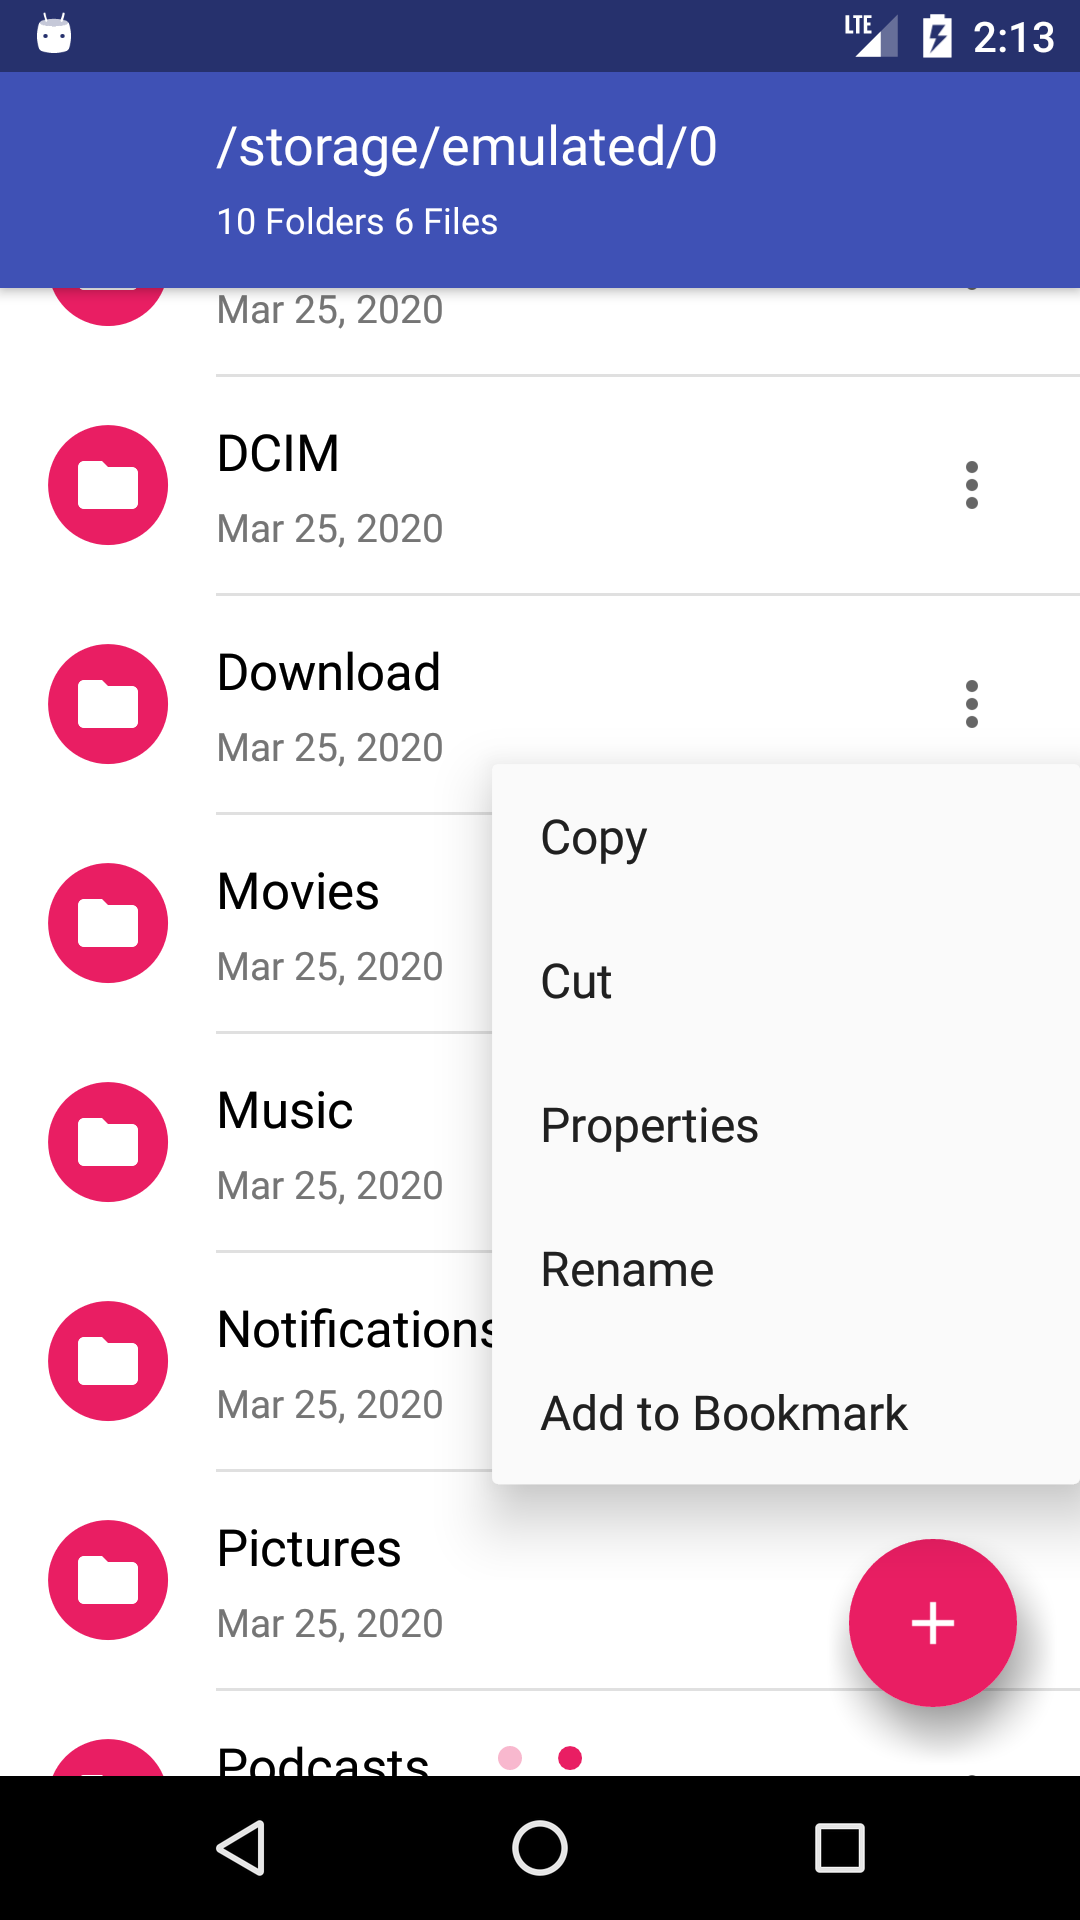 LTE 2:13
/storage/emulated/0
10 Folders 6 Files
Mar 25, 2020
DCIM
Mar 25, 2020
Download
Mar 25, 2020
Copy
Movies
Cut
Mar 25, 2020
Properties
Music
Mar 25, 2020
Rename
Notifications
Mar 25, 2020
Add to Bookmark
Pictures
Mar 25, 2020
Podcasts